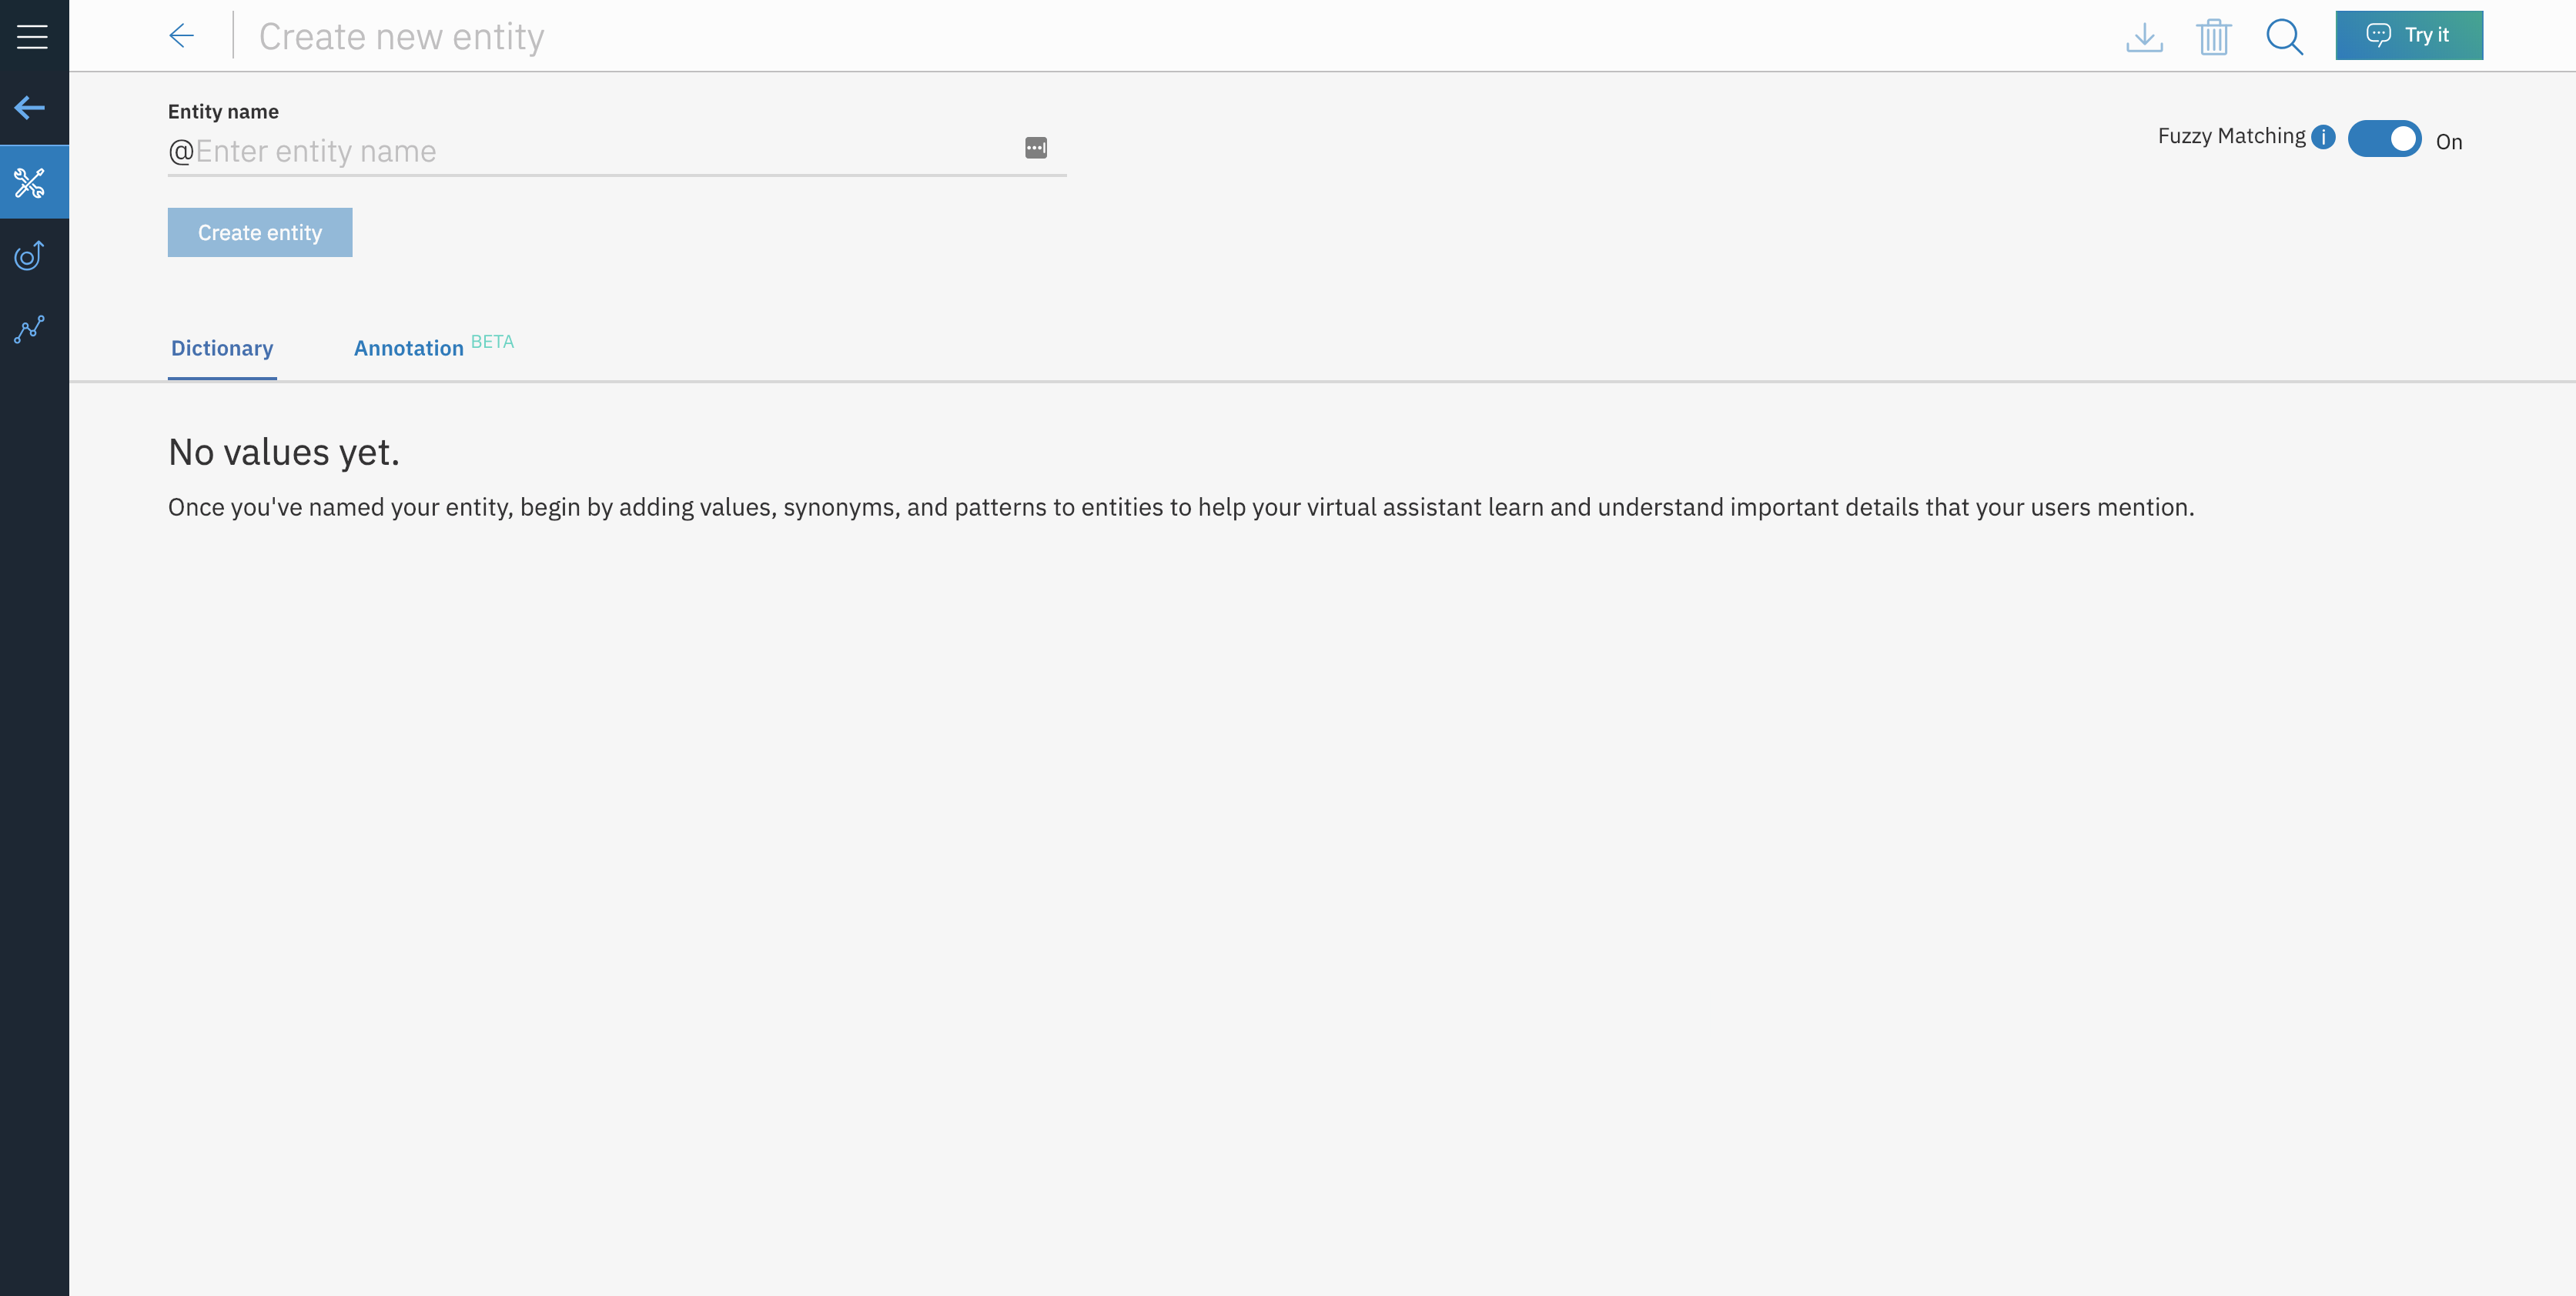 Create new entity
Try it
Entity name
@Enter entity name
Fuzzy Matching i On
Create entity
Dictionary
Annotation BETA
No values yet.
Once you've named your entity, begin by adding values, synonyms, and patterns to entities to help your virtual assistant learn and understand important details that your users mention.